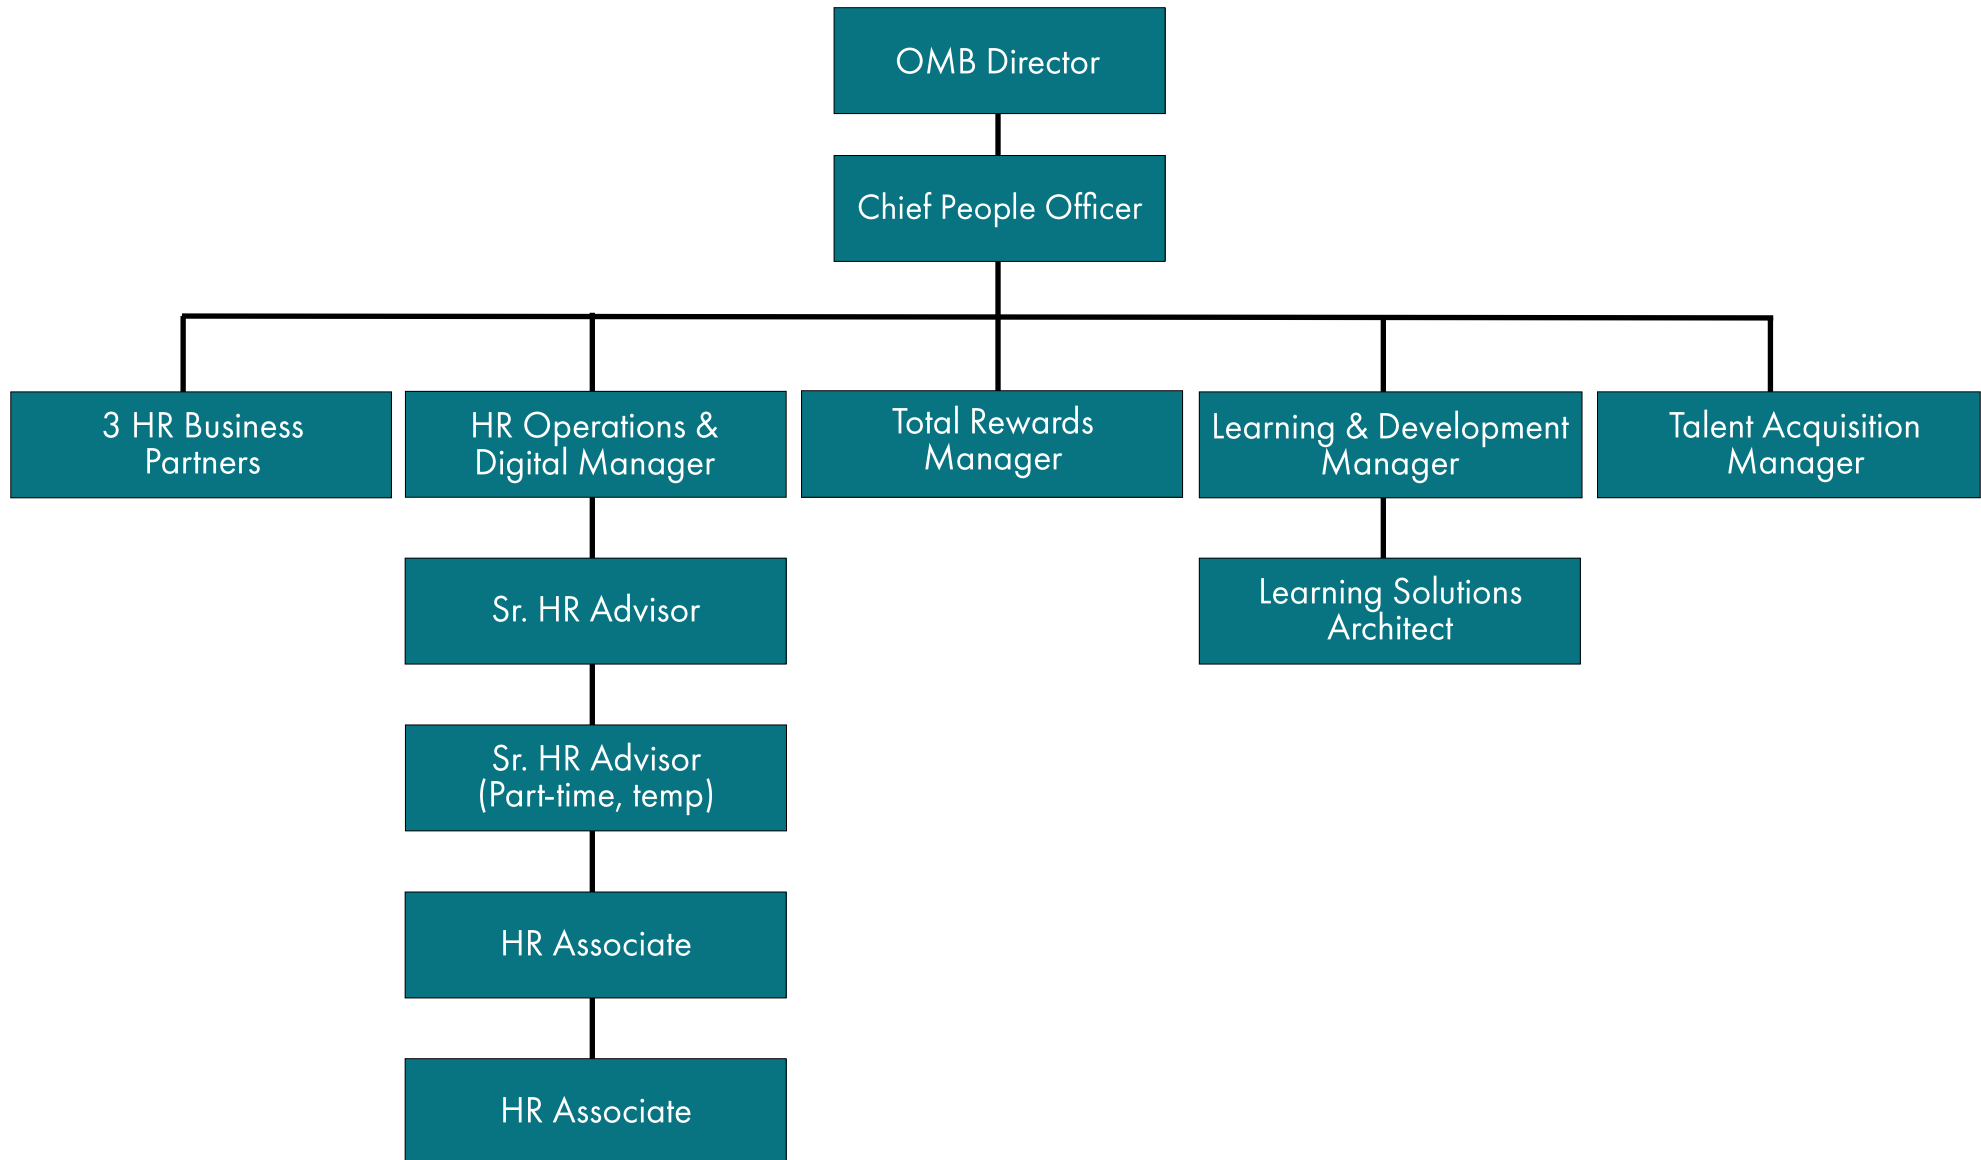 OMB Director
Chief People Officer
3 HR Business
Partners
HR Operations &
Digital Manager
Total Rewards
Manager
Learning & Development
Manager
Talent Acquisition
Manager
Sr. HR Advisor
Learning Solutions
Architect
Sr. HR Advisor
(Part-time, temp)
HR Associate
HR Associate